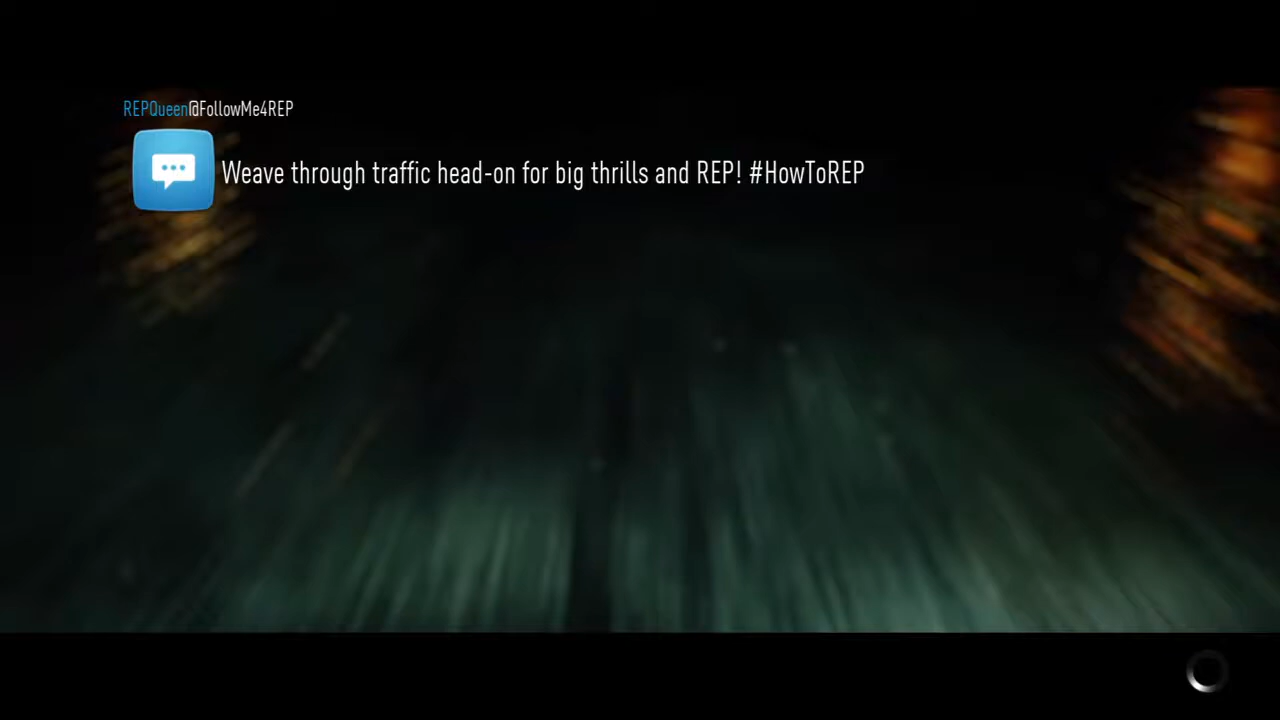 REPQueen@FollowMe4REP
Weave through traffic head-on for big thrills and REP! #HowToREP